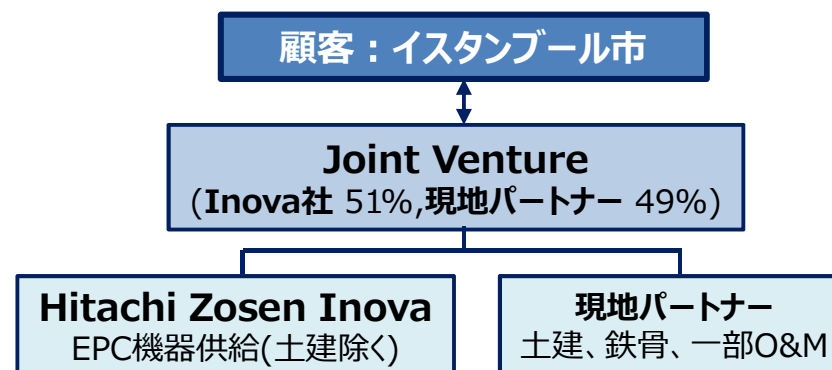 顧客：イスタンブール市
Joint Venture
(Inova社 51%,現地パートナー 49%)
Hitachi Zosen Inova
EPC機器供給(土建除く)
現地パートナー
土建、鉄骨、一部O&M